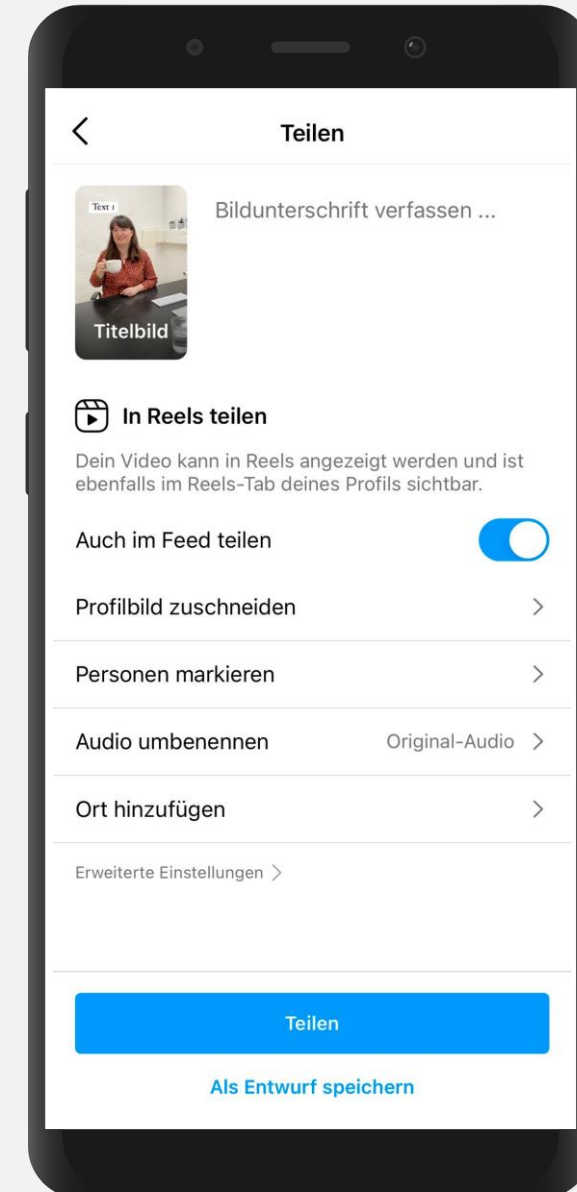 Teilen
Text 1
Titelbild
Bildunterschrift verfassen ...
In Reels teilen
Dein Video kann in Reels angezeigt werden und ist
ebenfalls im Reels-Tab deines Profils sichtbar.
Auch im Feed teilen
Profilbild zuschneiden
Personen markieren
Audio umbenennen Original-Audio
Ort hinzufügen
Erweiterte Einstellungen
Teilen
Als Entwurf speichern